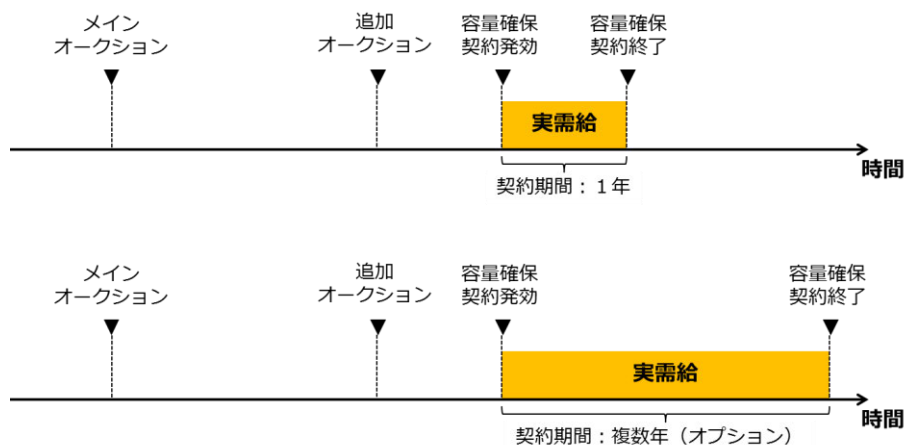 メイン
オークション
追加
オークション
容量確保
契約発効
容量確保
契約終了
実需給
時間
契約期間：１年
メイン
オークション
追加
オークション
容量確保
契約発効
容量確保
契約終了
実需給
時間
契約期間：複数年（オプション）